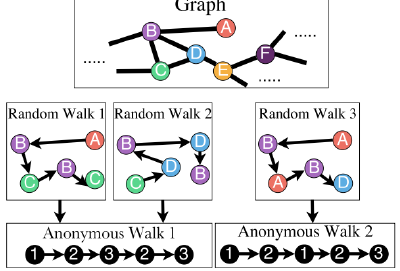 Graph
B
A
D
C
E
F
.....
.....
.....
Random Walk 1
Random Walk 2
Random Walk 3
B
A
C
B
C
B
D
D
C
B
B
A
B
A
D
Anonymous Walk 1
1 2 3 2 3
Anonymous Walk 2
1 2 1 2 3